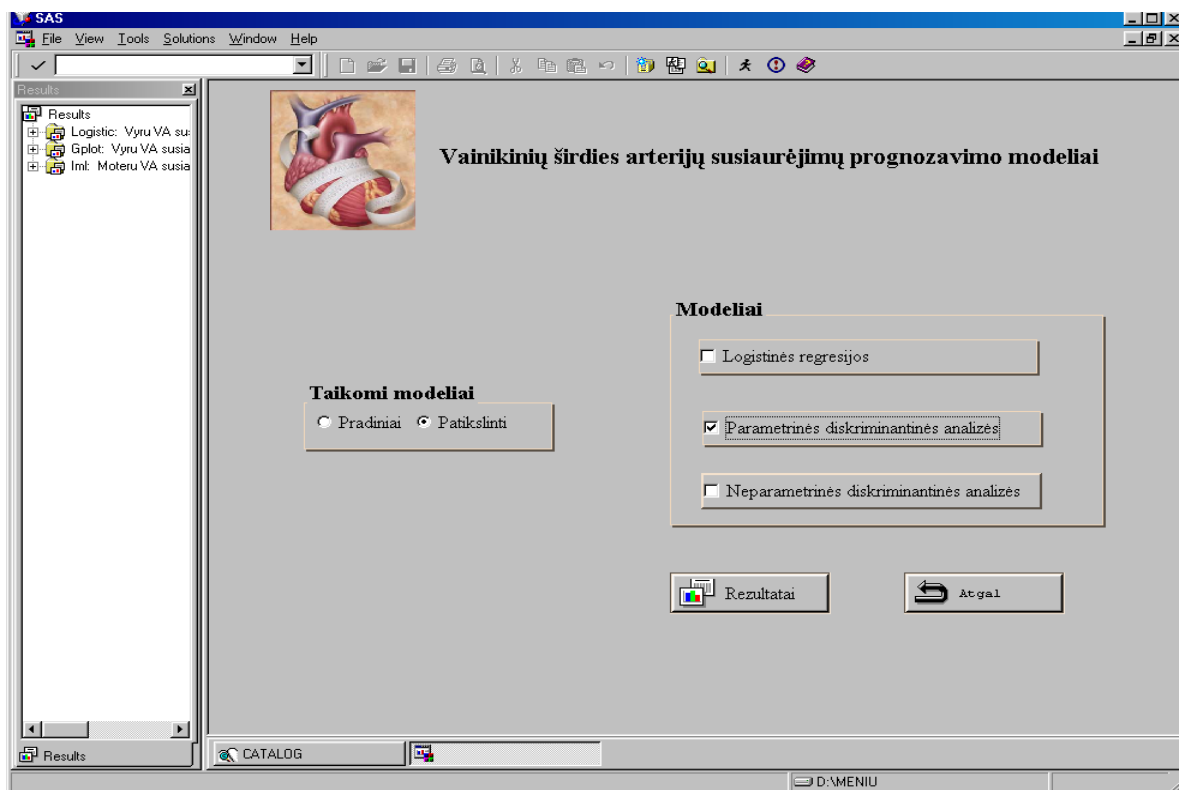 SAS
File View Tools Solutions Window Help
Results
Results
Logistic: Vyru VA su
Gplot: Vyru VA susia
Iml: Moteru VA susia
Vainikinių širdies arterijų susiaurėjimų prognozavimo modeliai
Modeliai
Logistinės regresijos
Taikomi modeliai
Pradiniai Patikslinti
Parametrinės diskriminantinės analizės
Neparametrinės diskriminantinės analizės
Rezultatai Atgal
Results CATALOG
D:\MENIU